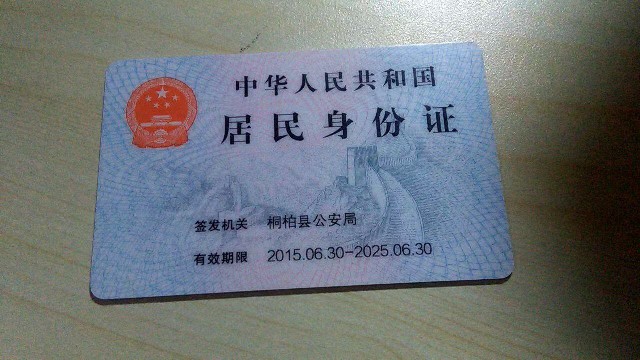 中华人民共和国
居民身份证
签发机关 桐柏县公安局
有效期限 2015.06.30-2025.06.30